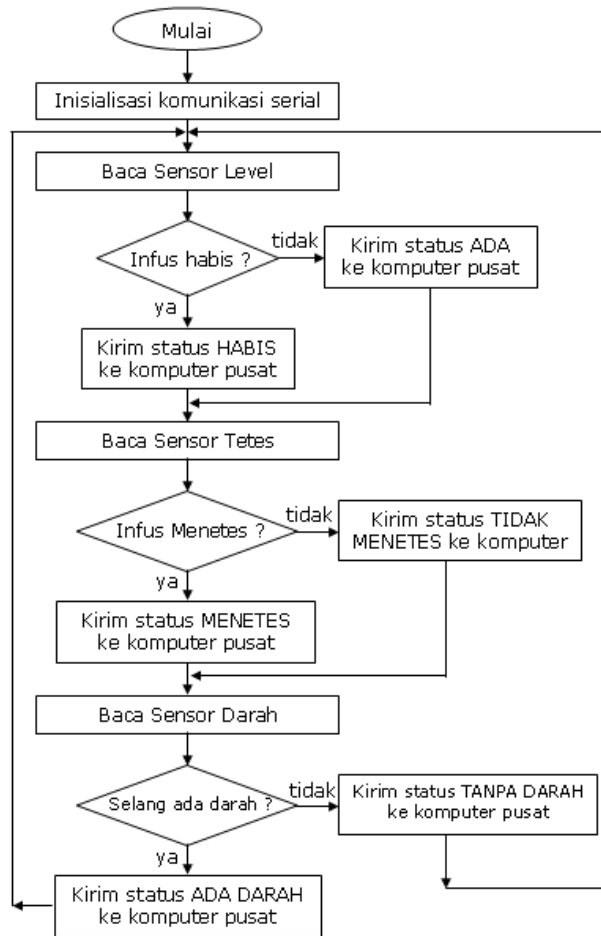 Mulai
Inisialisasi komunikasi serial
Baca Sensor Level
Infus habis ?
tidak
Kirim status ADA
ke komputer pusat
ya
Kirim status HABIS
ke komputer pusat
Baca Sensor Tetes
Infus Menetes ?
tidak
Kirim status TIDAK
MENETES ke komputer
ya
Kirim status MENETES
ke komputer pusat
Baca Sensor Darah
Selang ada darah ?
tidak
Kirim status TANPA DARAH
ke komputer pusat
ya
Kirim status ADA DARAH
ke komputer pusat